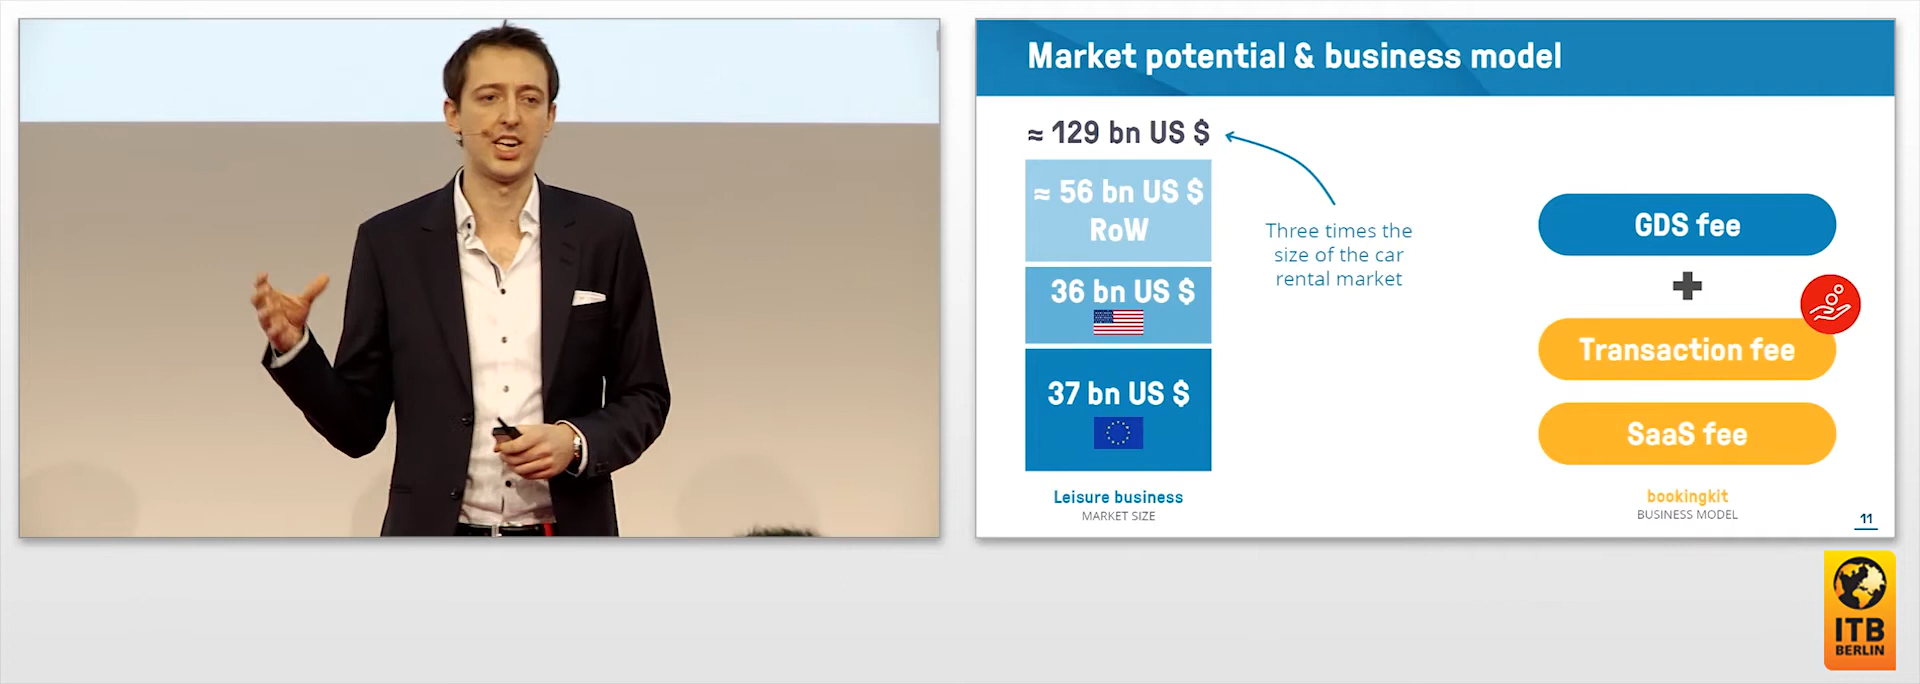 Market potential & business model
≈ 129 bn US $
≈ 56 bn US $
RoW
36 bn US $
37 bn US $
Three times the
size of the car
rental market
Leisure business
MARKET SIZE
GDS fee
+
Transaction fee
SaaS fee
bookingkit
BUSINESS MODEL
11
ITB
BERLIN